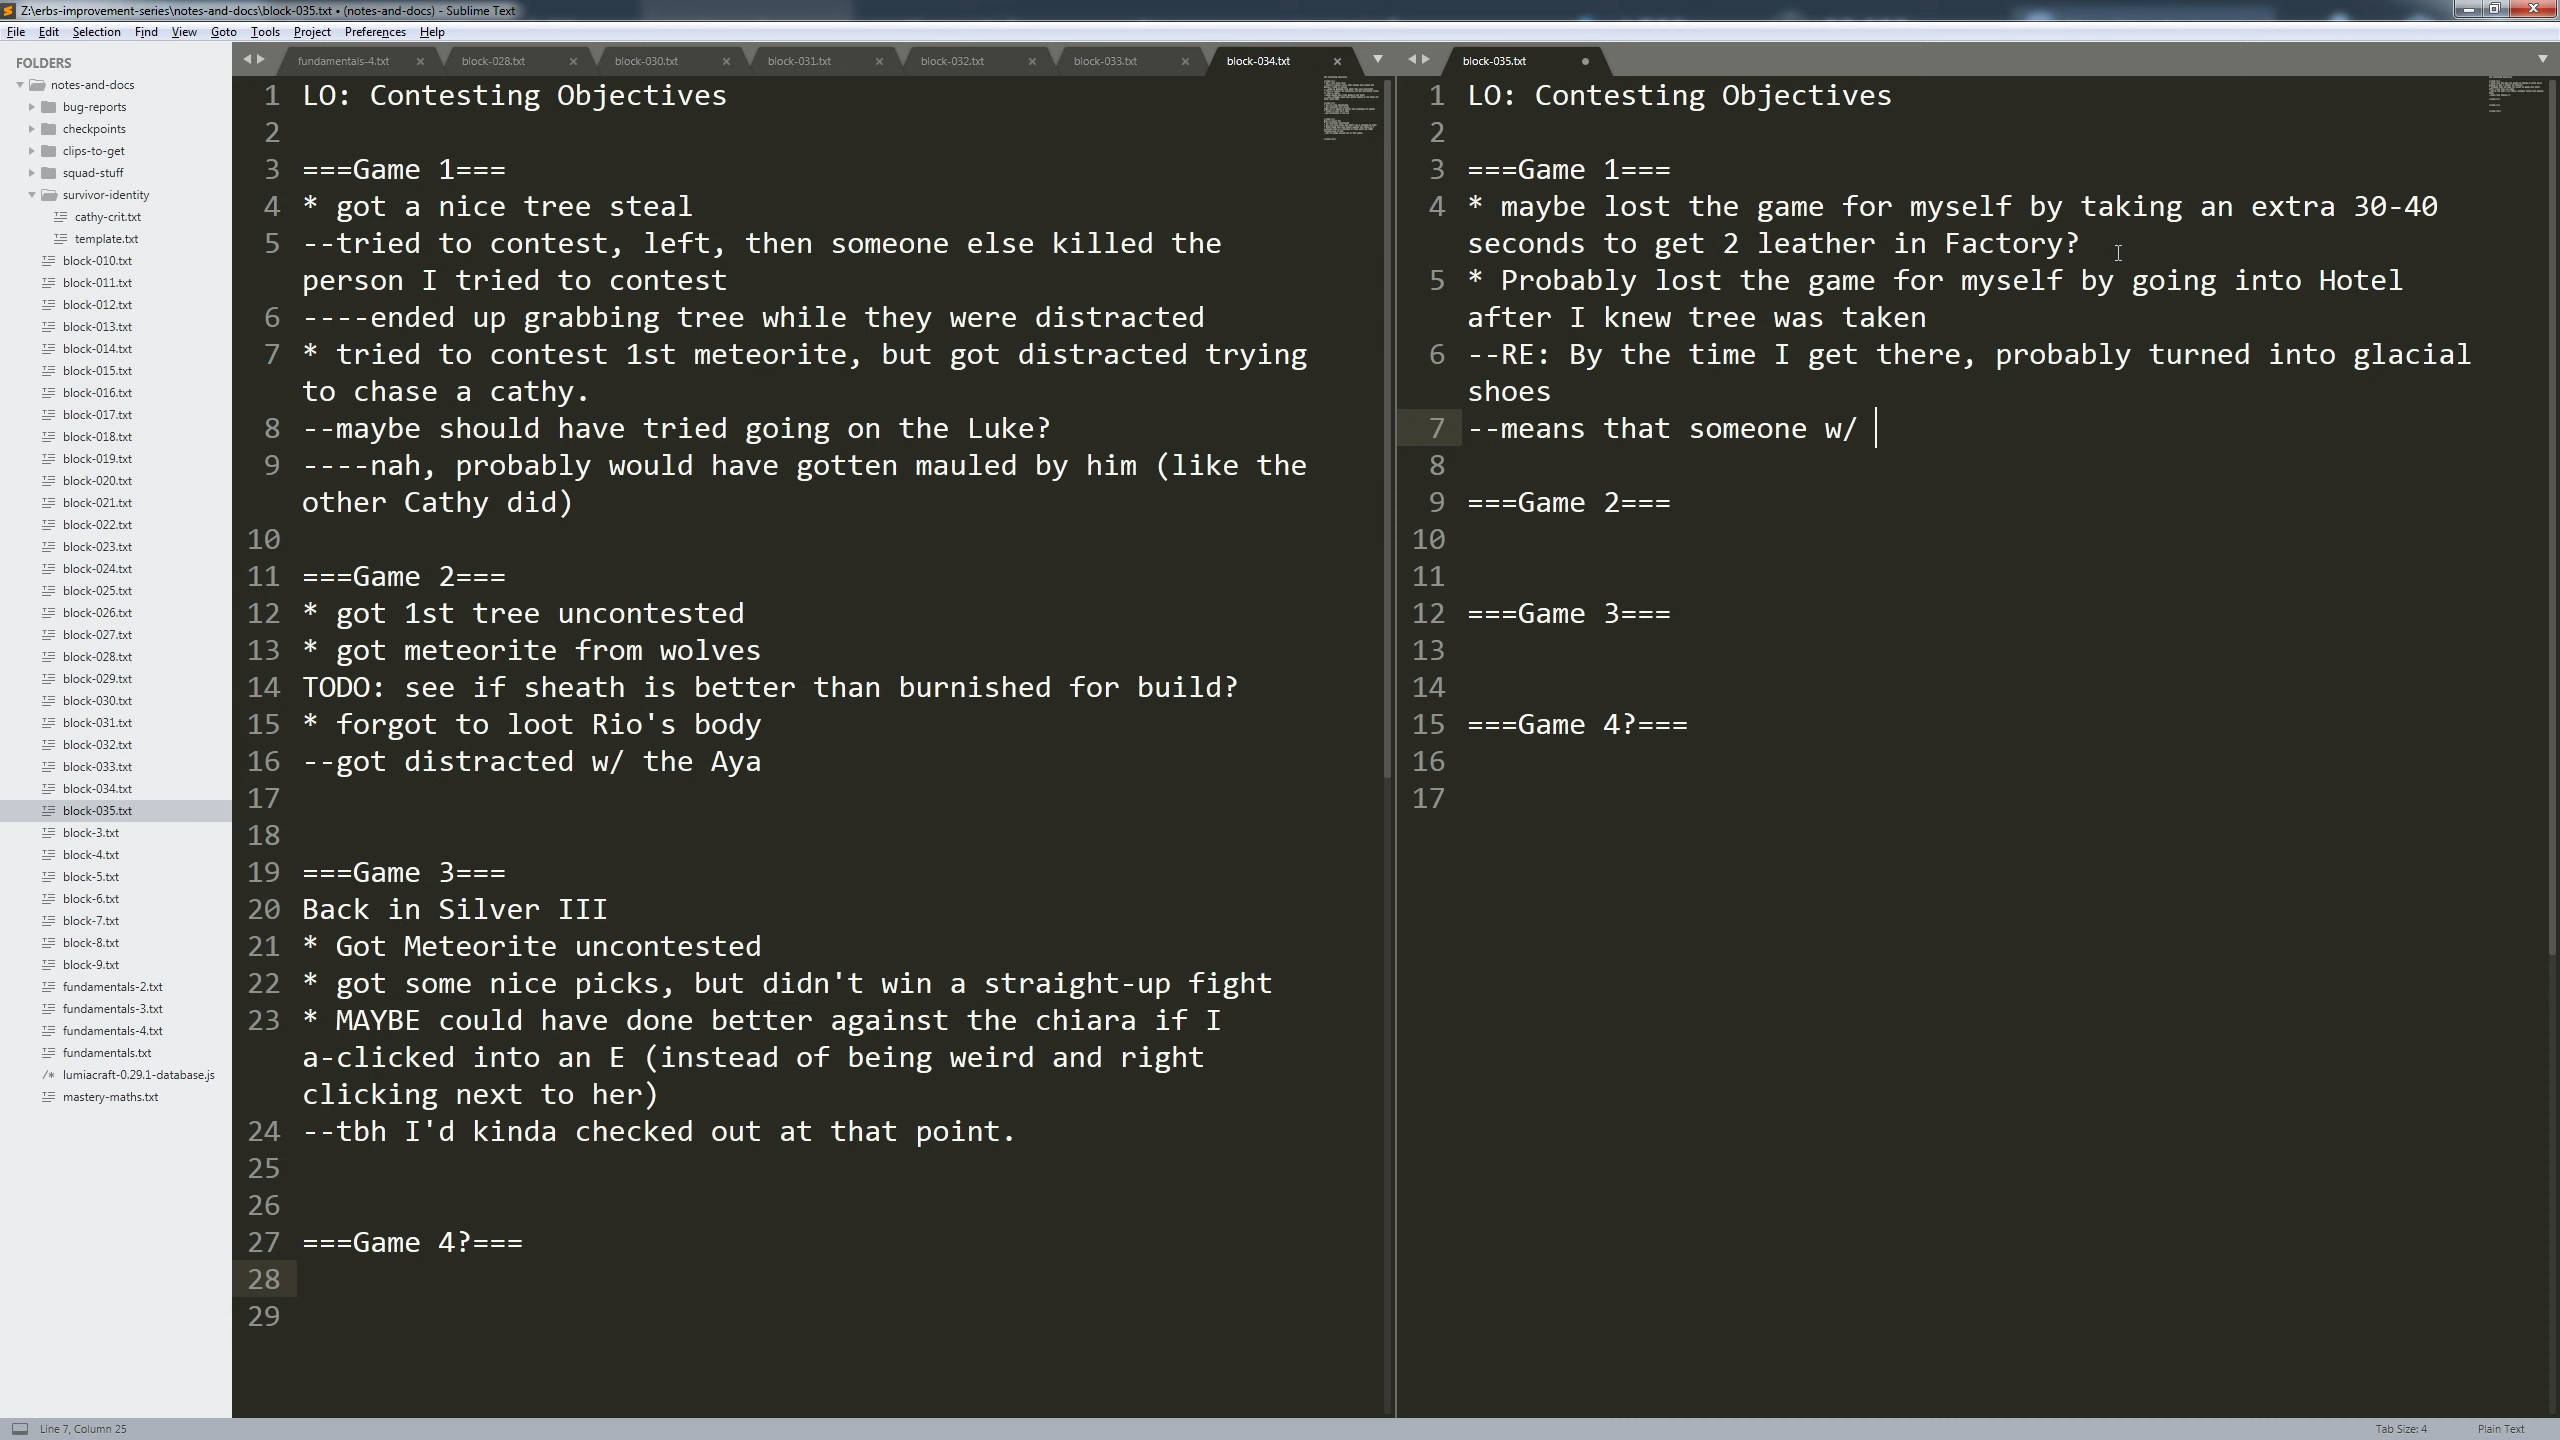 Z:\erbs-improvement-series\notes-and-docs\block-035.txt • (notes-and-docs) - Sublime Text
File Edit Selection Find View Goto Tools Project Preferences Help
FOLDERS
notes-and-docs
bug-reports
checkpoints
clips-to-get
squad-stuff
survivor-identity
cathy-crit.txt
template.txt
block-010.txt
block-011.txt
block-012.txt
block-013.txt
block-014.txt
block-015.txt
block-016.txt
block-017.txt
block-018.txt
block-019.txt
block-020.txt
block-021.txt
block-022.txt
block-023.txt
block-024.txt
block-025.txt
block-026.txt
block-027.txt
block-028.txt
block-029.txt
block-030.txt
block-031.txt
block-032.txt
block-033.txt
block-034.txt
block-035.txt
block-3.txt
block-4.txt
block-5.txt
block-6.txt
block-7.txt
block-8.txt
block-9.txt
fundamentals-2.txt
fundamentals-3.txt
fundamentals-4.txt
fundamentals.txt
/* lumiacraft-0.29.1-database.js
mastery-maths.txt
fundamentals-4.txt block-028.txt block-030.txt block-031.txt block-032.txt block-033.txt block-034.txt
1 LO: Contesting Objectives
2
3 ===Game 1===
4 * got a nice tree steal
5 --tried to contest, left, then someone else killed the
person I tried to contest
6 ----ended up grabbing tree while they were distracted
7 * tried to contest 1st meteorite, but got distracted trying
to chase a cathy.
8 --maybe should have tried going on the Luke?
9 ----nah, probably would have gotten mauled by him (like the
other Cathy did)
10
11 ===Game 2===
12 * got 1st tree uncontested
13 * got meteorite from wolves
14 TODO: see if sheath is better than burnished for build?
15 * forgot to loot Rio's body
16 --got distracted w/ the Aya
17
18
19 ===Game 3===
20 Back in Silver III
21 * Got Meteorite uncontested
22 * got some nice picks, but didn't win a straight-up fight
23 * MAYBE could have done better against the chiara if I
a-clicked into an E (instead of being weird and right
clicking next to her)
24 --tbh I'd kinda checked out at that point.
25
26
27 ===Game 4?===
28
29
block-035.txt
1 LO: Contesting Objectives
2
3 ===Game 1===
4 * maybe lost the game for myself by taking an extra 30-40
seconds to get 2 leather in Factory?
5 * Probably lost the game for myself by going into Hotel
after I knew tree was taken
6 --RE: By the time I get there, probably turned into glacial
shoes
7 --means that someone w/
8
9 ===Game 2===
10
11
12 ===Game 3===
13
14
15 ===Game 4?===
16
17
Line 7, Column 25
Tab Size: 4
Plain Text